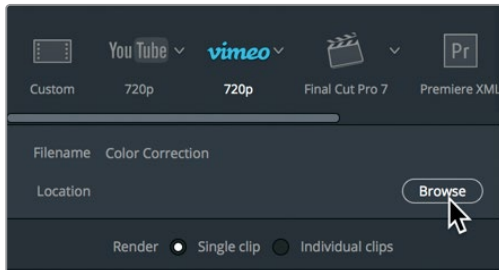 YouTube vimeo Pr
Custom 720p 720p Final Cut Pro 7 Premiere XML
Filename Color Correction
Location Browse
Render Single clip Individual clips